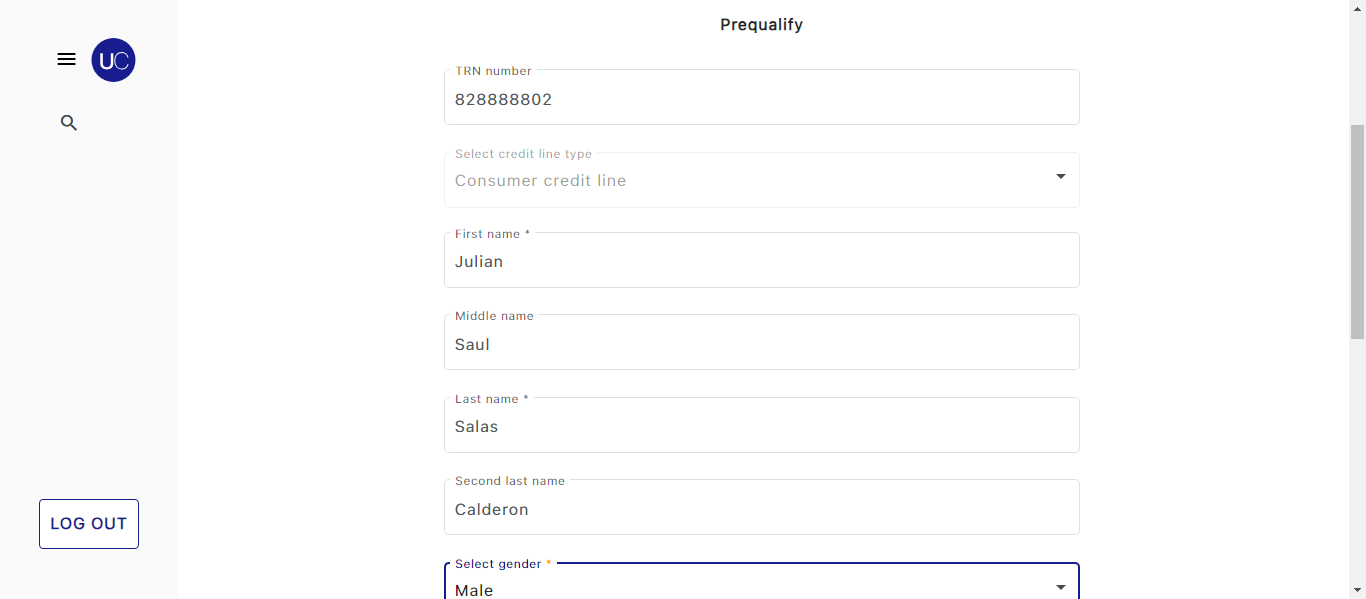 Prequalify
UC
TRN number
828888802
Select credit line type
Consumer credit line
First name *
Julian
Middle name
Saul
Last name *
Salas
Second last name
Calderon
LOG OUT
Select gender *
Male